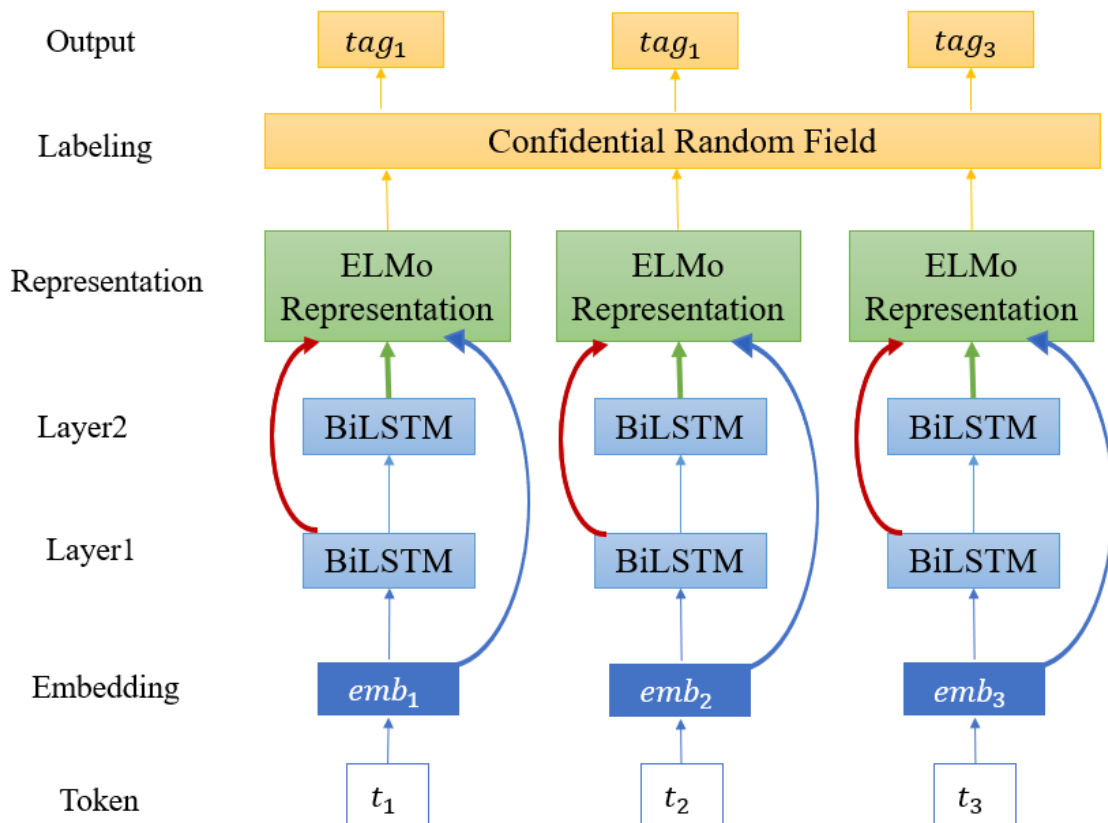 Output
tag₁
tag₁
tag₃
Labeling
Confidential Random Field
Representation
ELMo
Representation
ELMo
Representation
ELMo
Representation
Layer2
BiLSTM
BiLSTM
BiLSTM
Layer1
BiLSTM
BiLSTM
BiLSTM
Embedding
emb₁
emb₂
emb₃
Token
t₁
t₂
t₃